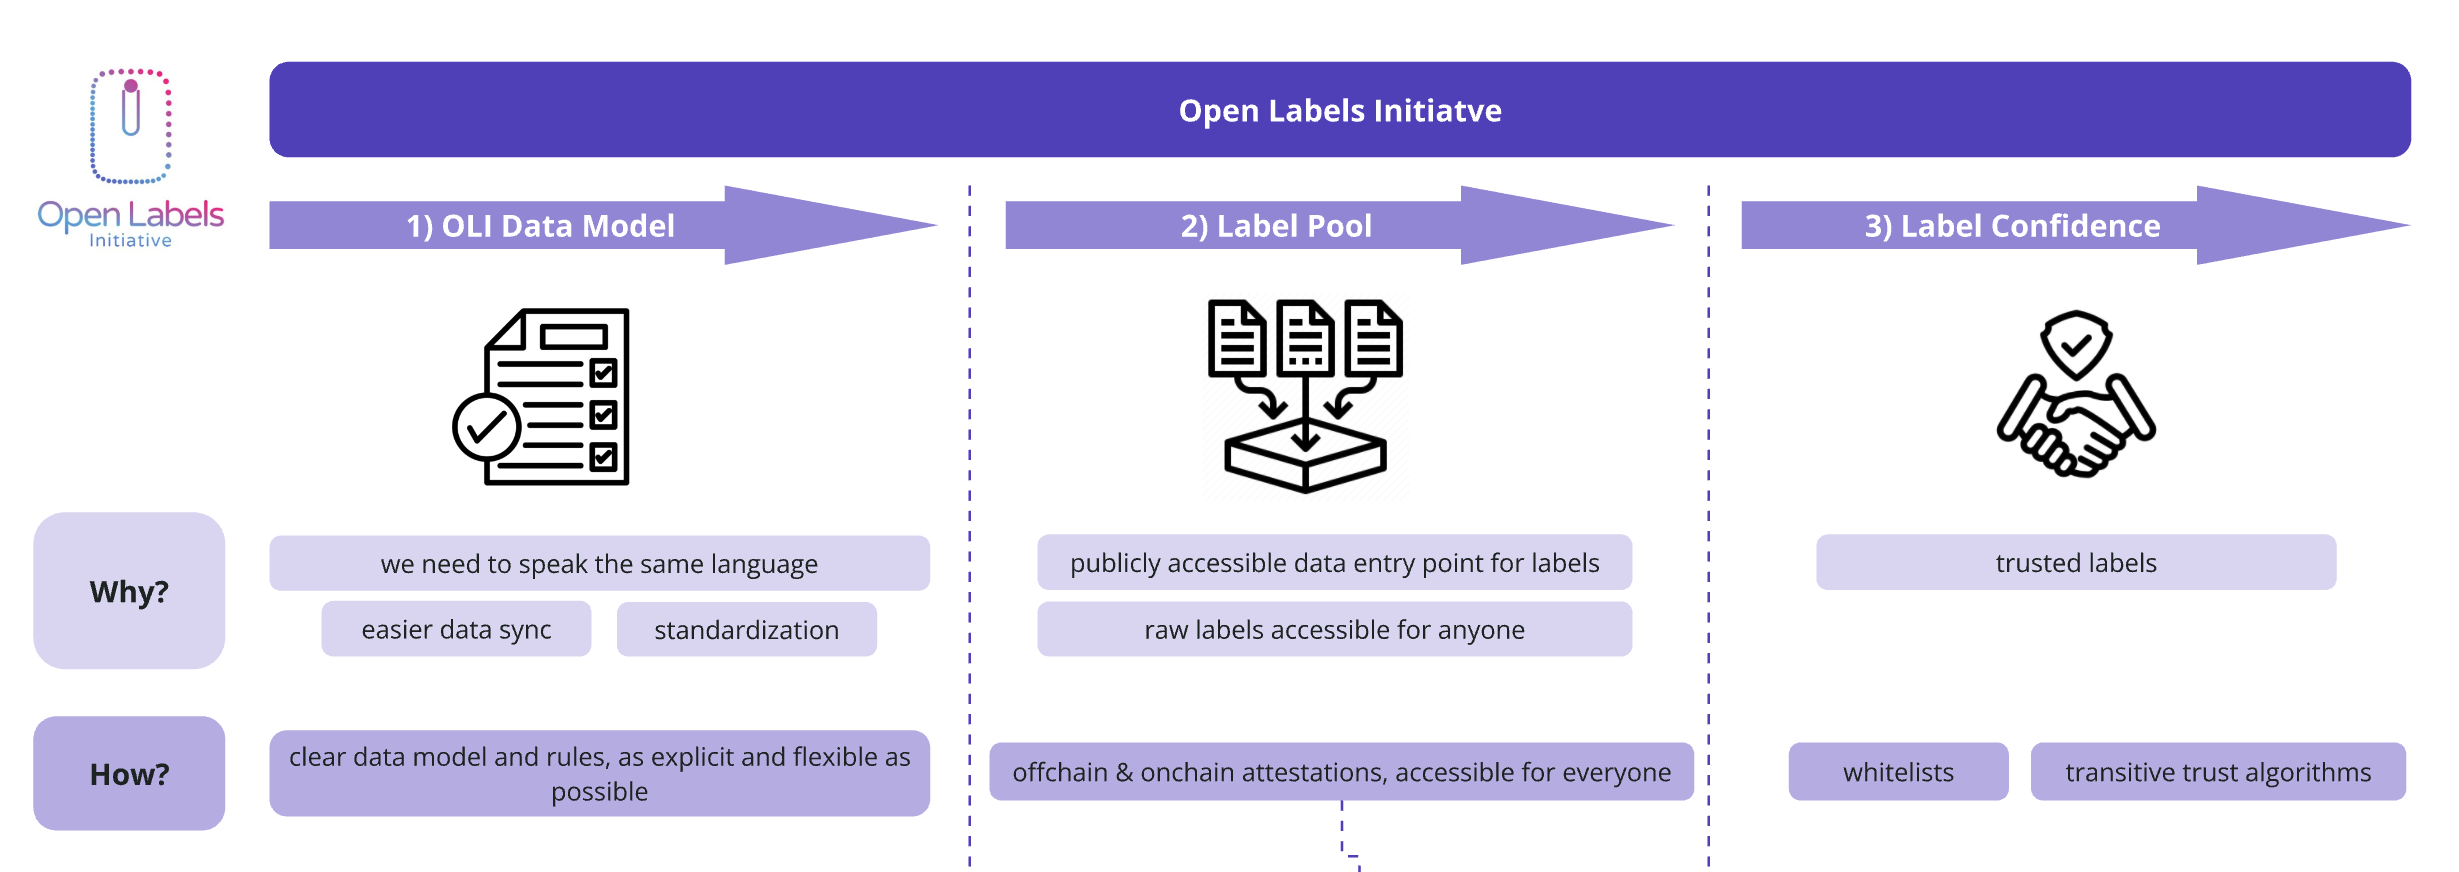 Open Labels Initiatve
Open Labels
Initiative
1) OLI Data Model
2) Label Pool
3) Label Confidence
Why?
we need to speak the same language
easier data sync
standardization
publicly accessible data entry point for labels
raw labels accessible for anyone
trusted labels
How?
clear data model and rules, as explicit and flexible as
possible
offchain & onchain attestations, accessible for everyone
whitelists
transitive trust algorithms